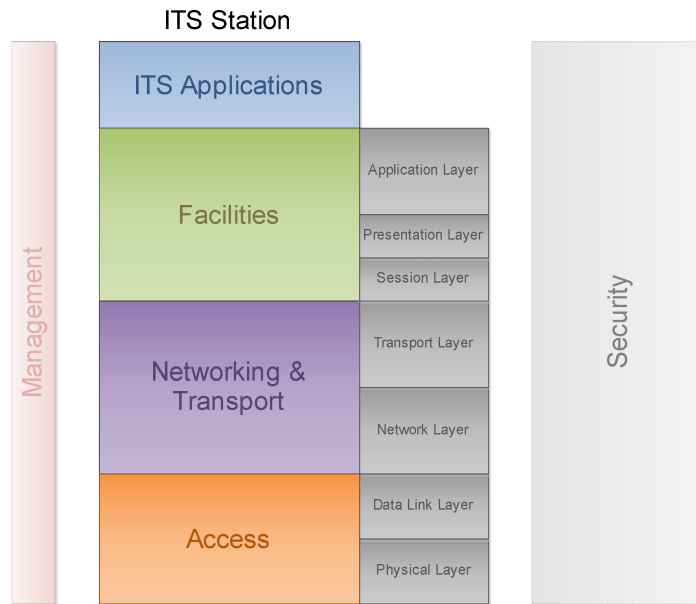 ITS Station
Management
ITS Applications
Facilities
Application Layer
Presentation Layer
Session Layer
Networking &
Transport
Transport Layer
Network Layer
Access
Data Link Layer
Physical Layer
Security